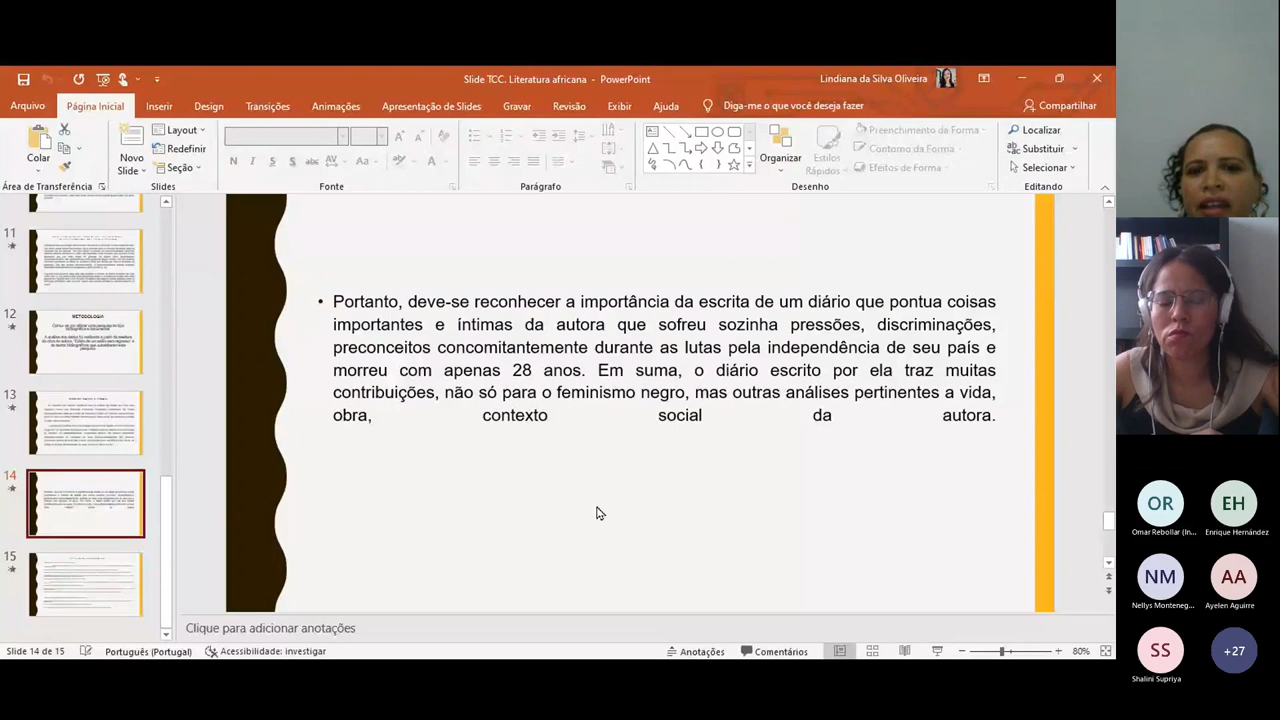 Slide TCC. Literatura africana - PowerPoint
Lindiana da Silva Oliveira
Arquivo
Página Inicial
Inserir
Design
Transições
Animações
Apresentação de Slides
Gravar
Revisão
Exibir
Ajuda
Diga-me o que você deseja fazer
Compartilhar
Colar
Área de Transferência
Novo
Slide
Layout
Redefinir
Seção
Slides
Fonte
Parágrafo
Organizar
Estilos
Rápidos
Preenchimento da Forma
Contorno da Forma
Efeitos de Forma
Desenho
Localizar
Substituir
Selecionar
Editando
11
12
METODOLOGIA
13
14
15
• Portanto, deve-se reconhecer a importância da escrita de um diário que pontua coisas
importantes e íntimas da autora que sofreu sozinha pressões, discriminações,
preconceitos concomitantemente durante as lutas pela independência de seu país e
morreu com apenas 28 anos. Em suma, o diário escrito por ela traz muitas
contribuições, não só para o feminismo negro, mas outras análises pertinentes a vida,
obra, contexto social da autora.
Clique para adicionar anotações
Slide 14 de 15
Português (Portugal)
Acessibilidade: investigar
Anotações
Comentários
80%
OR
Omar Rebollar (In...
EH
Enrique Hernández
NM
Nellys Monteneg...
AA
Ayelen Aguirre
SS
Shalini Supriya
+27